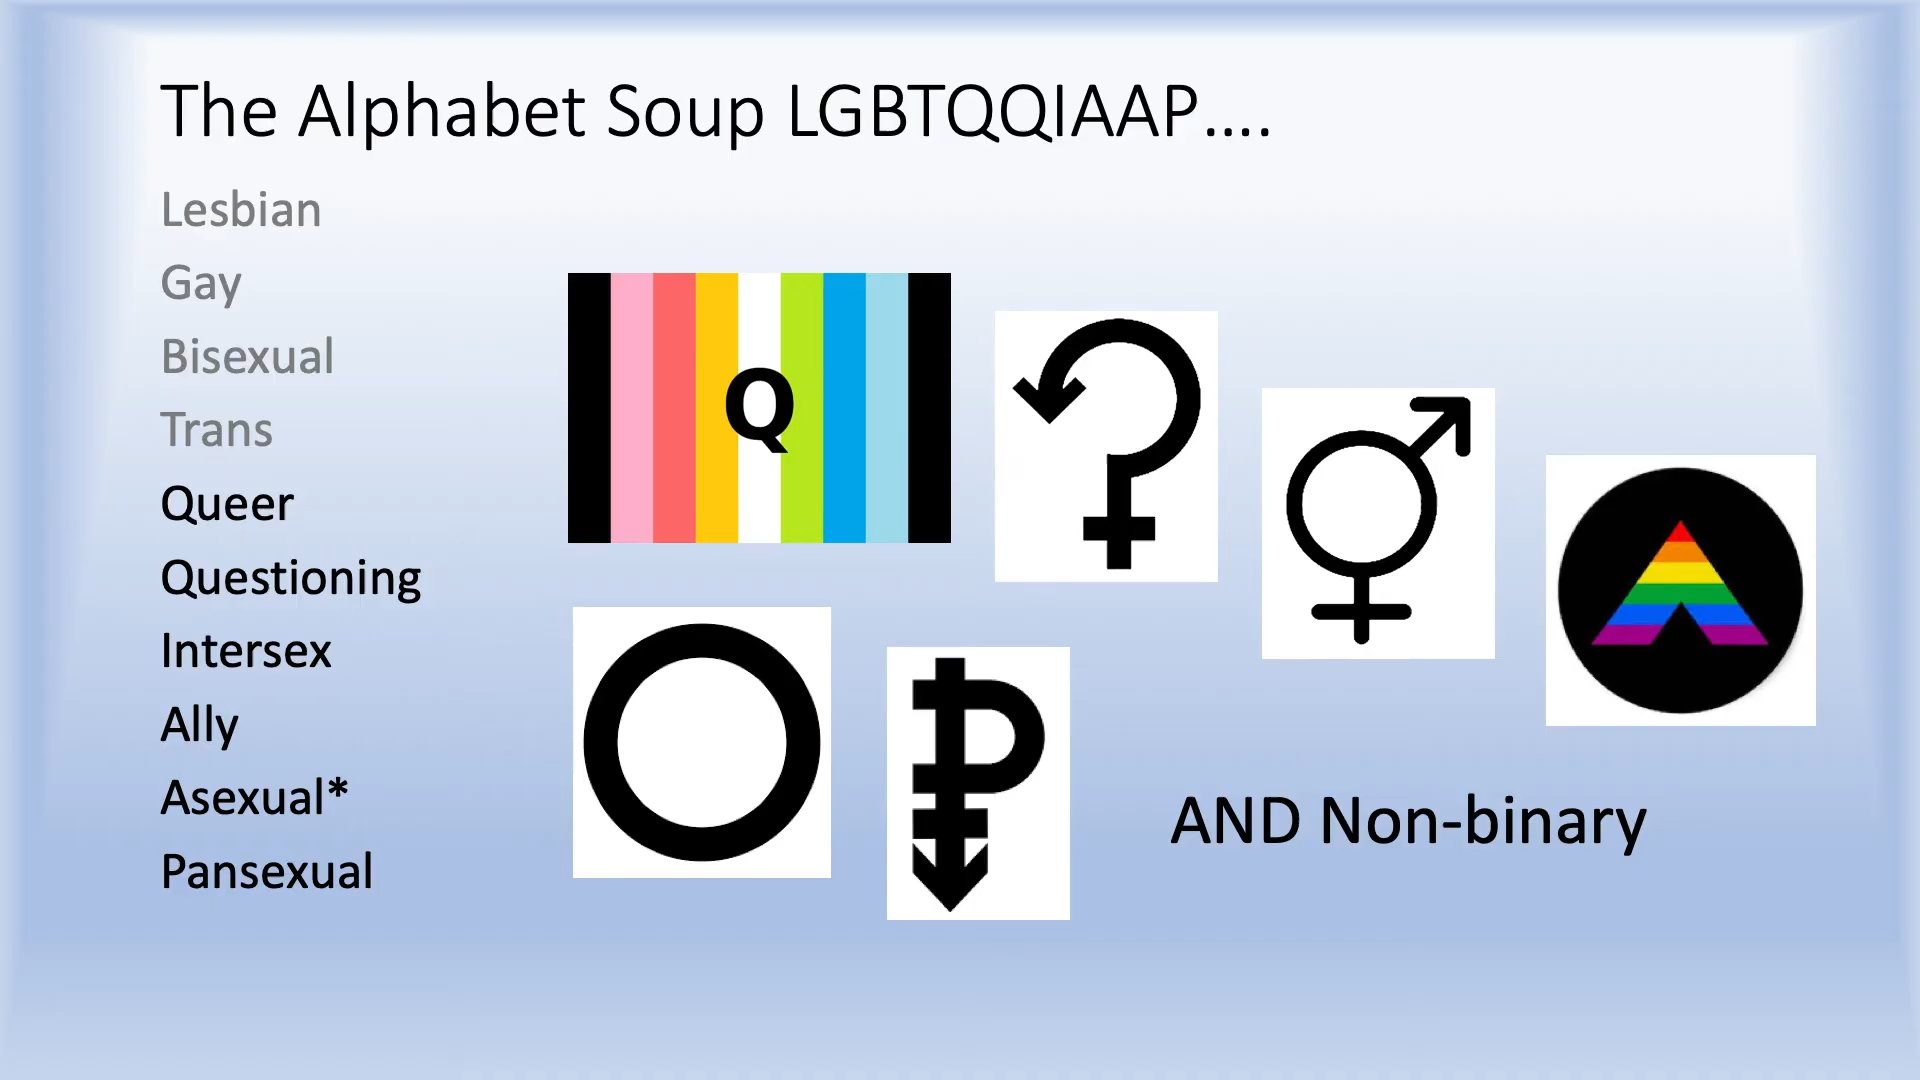 The Alphabet Soup LGBTQQIAAP....
Lesbian
Gay
Bisexual
Trans
Queer
Questioning
Intersex
Ally
Asexual*
Pansexual
Q
AND Non-binary